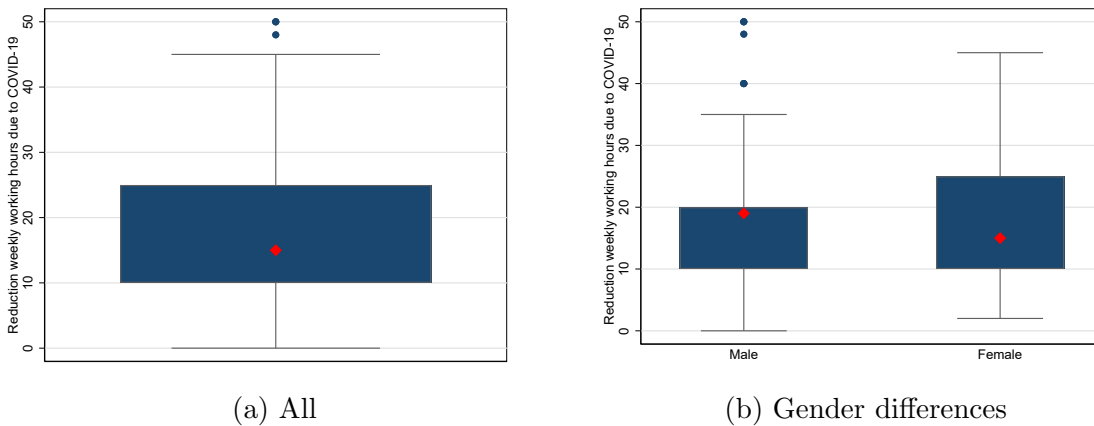 Reduction weekly working hours due to COVID-19
50
40
30
20
10
0
(a) All
Reduction weekly working hours due to COVID-19
50
40
30
20
10
0
Male Female
(b) Gender differences